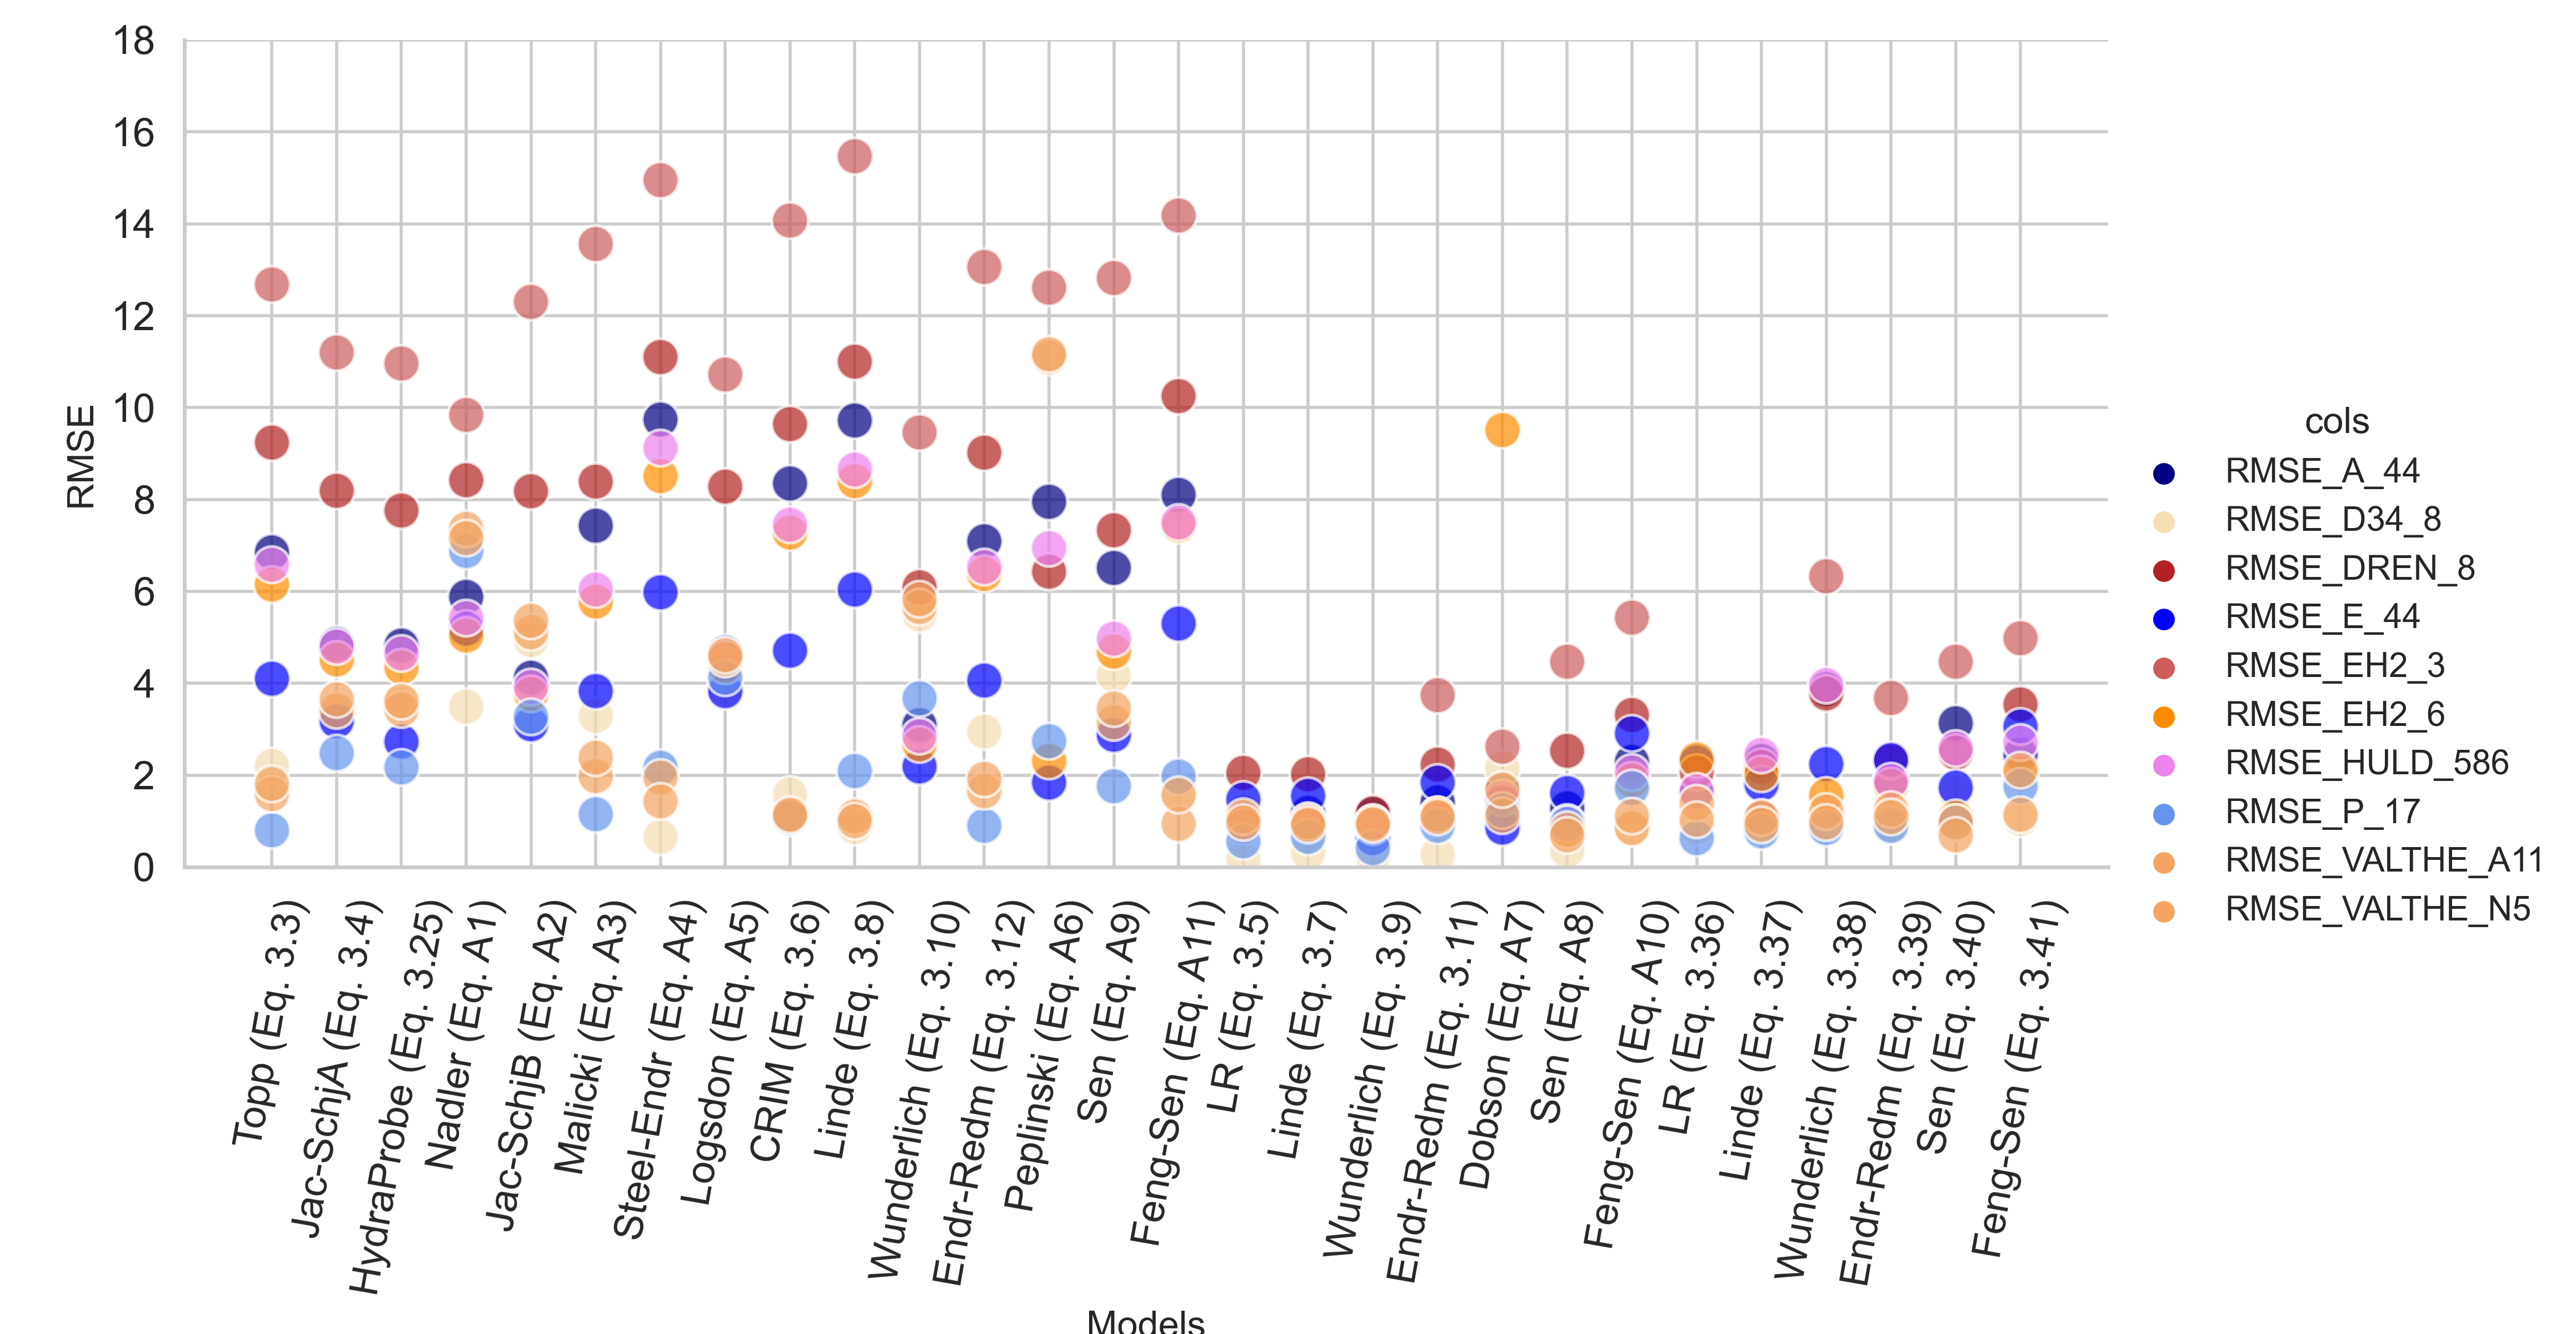 18
16
14
12
10
8
6
4
2
0
RMSE
Topp (Eq. 3.3)
Jac-SchjA (Eq. 3.4)
HydraProbe (Eq. 3.25)
Nadler (Eq. A1)
Jac-SchjB (Eq. A2)
Malicki (Eq. A3)
Steel-Endr (Eq. A4)
Logsdon (Eq. A5)
CRIM (Eq. 3.6)
Linde (Eq. 3.8)
Wunderlich (Eq. 3.10)
Endr-Redm (Eq. 3.12)
Peplinski (Eq. A6)
Sen (Eq. A9)
Feng-Sen (Eq. A11)
LR (Eq. 3.5)
Linde (Eq. 3.7)
Wunderlich (Eq. 3.9)
Endr-Redm (Eq. 3.11)
Dobson (Eq. A7)
Sen (Eq. A8)
Feng-Sen (Eq. A10)
LR (Eq. 3.36)
Linde (Eq. 3.37)
Wunderlich (Eq. 3.38)
Endr-Redm (Eq. 3.39)
Sen (Eq. 3.40)
Feng-Sen (Eq. 3.41)
Models
cols
RMSE_A_44
RMSE_D34_8
RMSE_DREN_8
RMSE_E_44
RMSE_EH2_3
RMSE_EH2_6
RMSE_HULD_586
RMSE_P_17
RMSE_VALTHE_A11
RMSE_VALTHE_N5